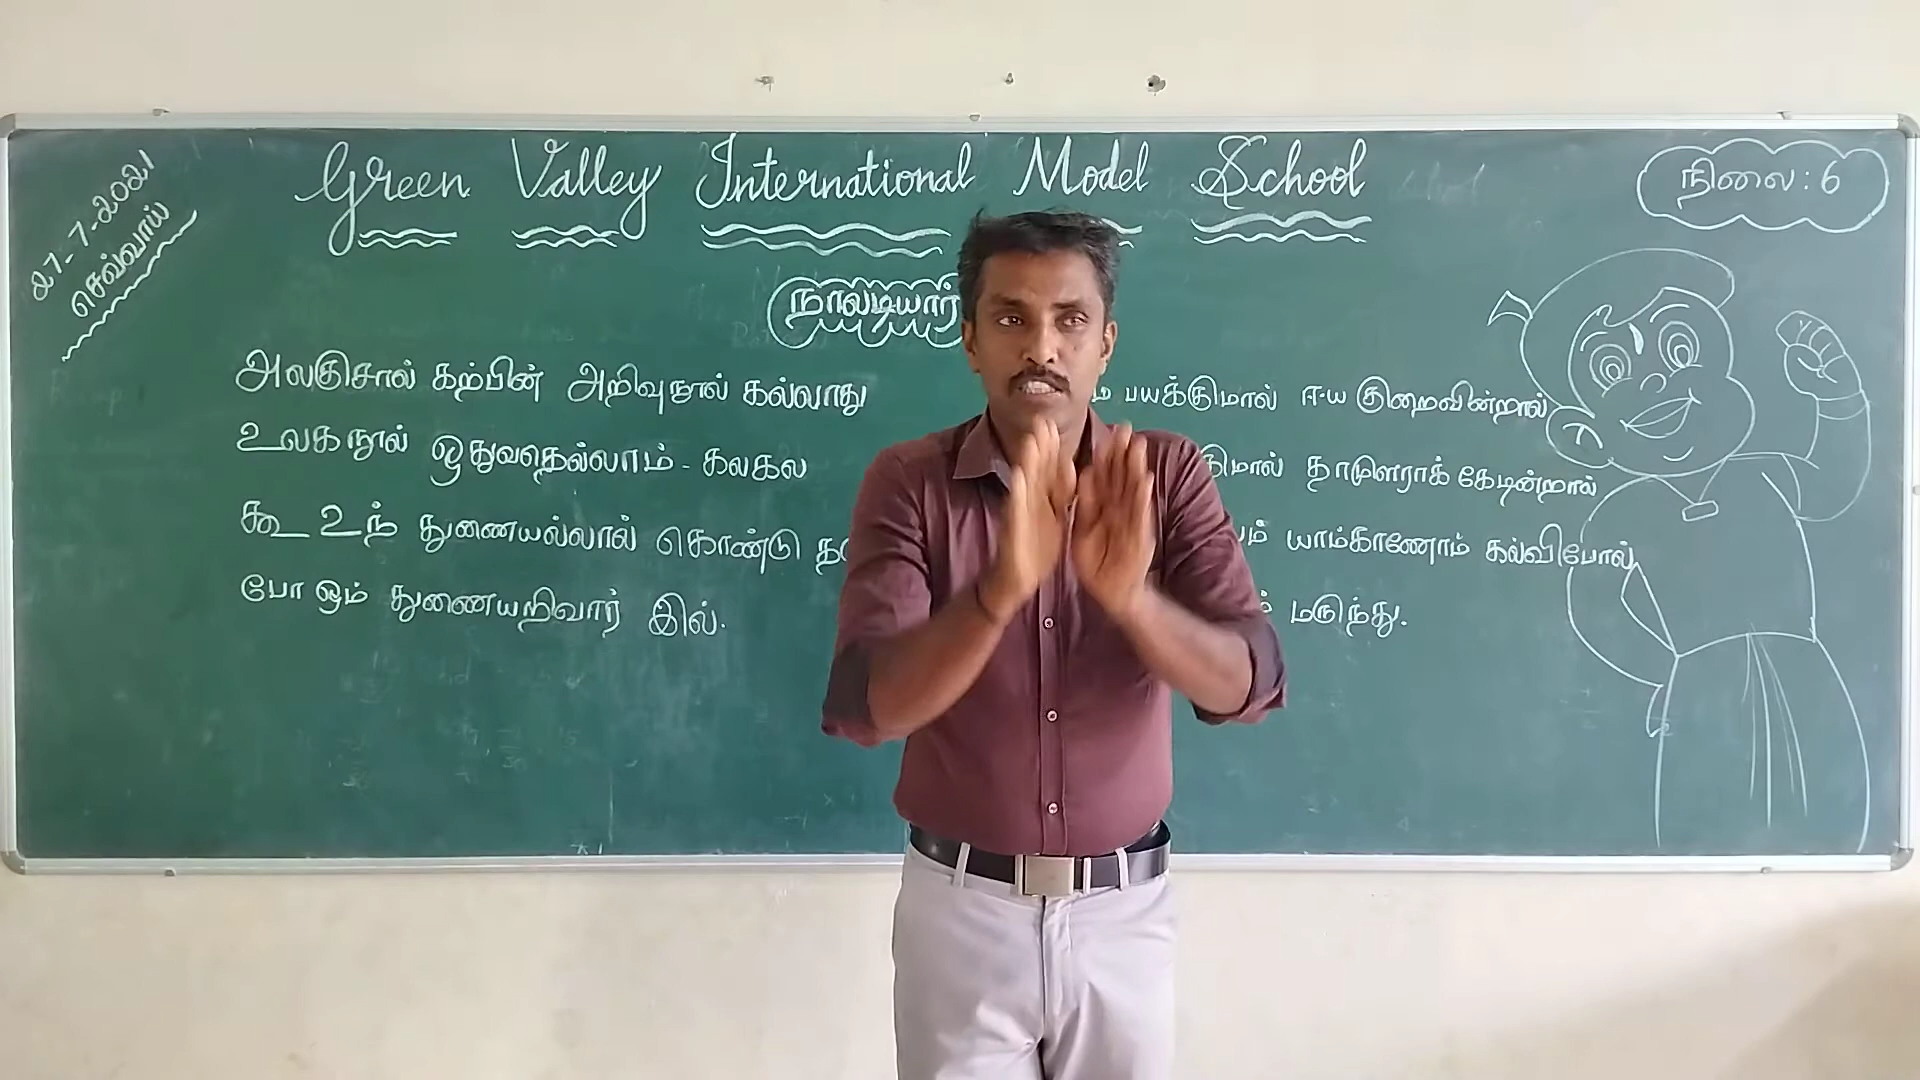 Green Valley International Model School
27-7-2021
செவ்வாய்
நிலை: 6
நாலடியார்
அலகுசால் கற்பின் அறிவுநூல் கல்லாது
உலகநூல் ஓதுவதெல்லாம் - கலகல
கூஉந் துணையல்லால் கொண்டு
போஒம் துணையறிவார் இல்.
பயக்குமால் ஈய குறைவின்றால்
தாமுளராக் கேடின்றால்
யாம்காணோம் கல்விபோல்
மருந்து.